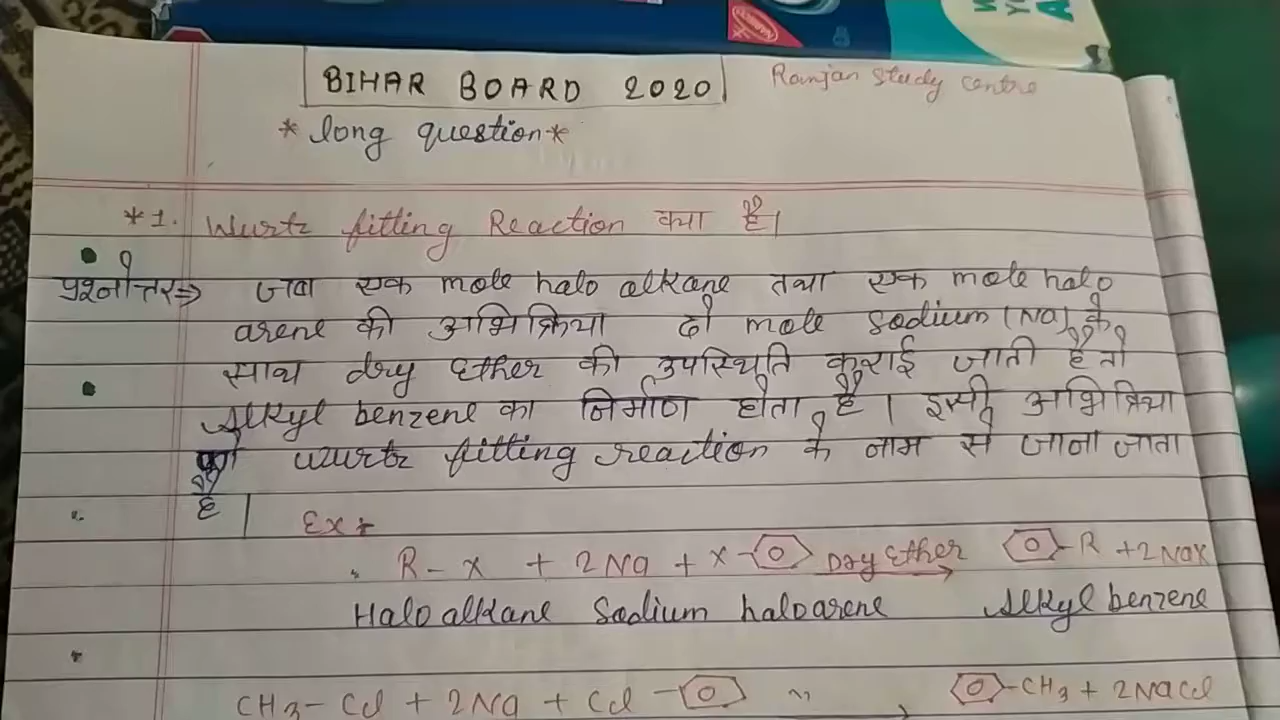 BIHAR BOARD 2020
Ranjan study centre
* long question *
*1. Wurtz fitting Reaction क्या है।
प्रश्नोत्तर⇒ जब एक mole halo alkane तथा एक mole halo
arene की अभिक्रिया दो mole sodium (Na) के
साथ dry Ether की उपस्थिति कराई जाती है तो
Alkyl benzene का निर्माण होता है। इसी अभिक्रिया
को wurtz fitting reaction के नाम से जाना जाता
है।
Ex:-
R-X + 2Na + X- Dry Ether -R +2NaX
Haloalkane Sodium haloarene Alkyl benzene
CH3-Cl + 2Na + Cl- " -CH3 + 2NaCl